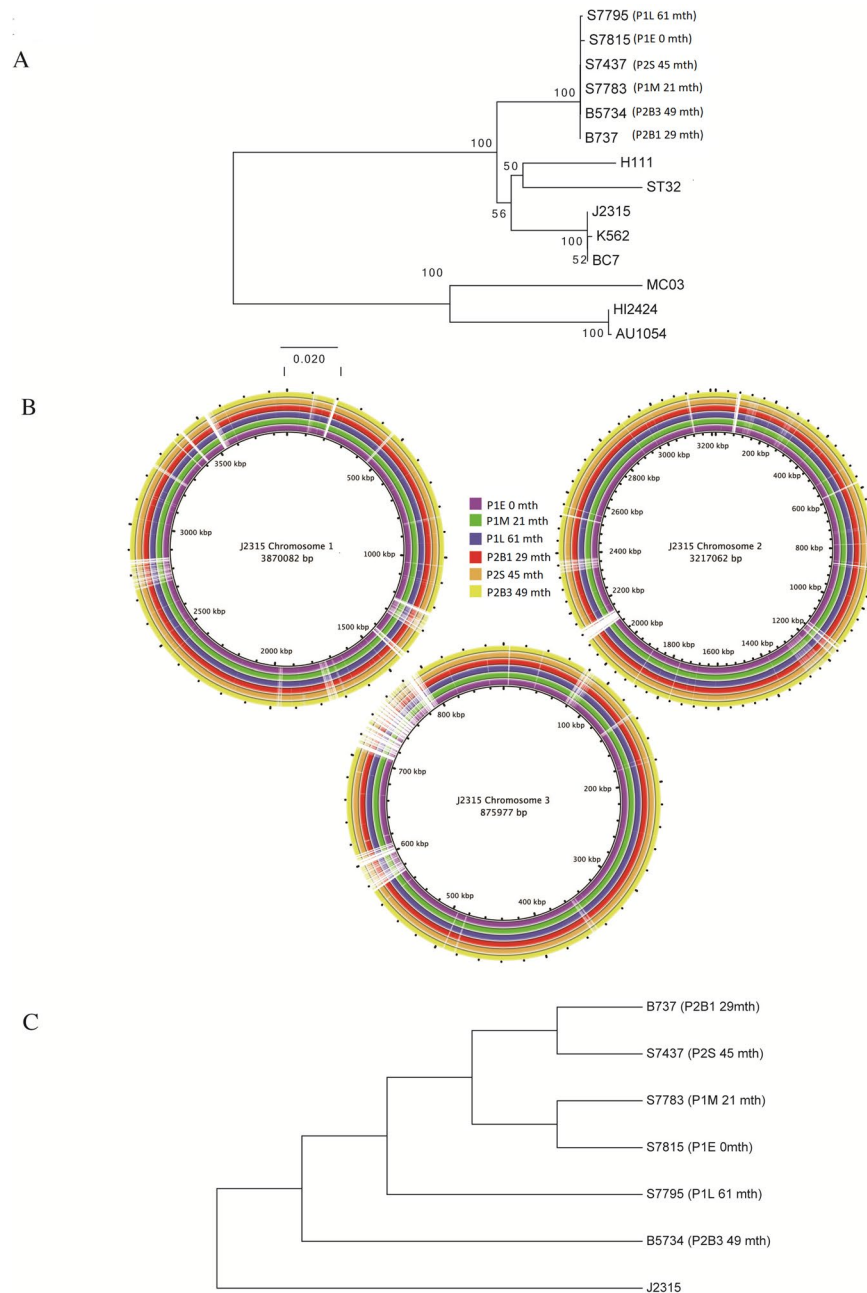 A
S7795 (P1L 61 mth)
S7815 (P1E 0 mth)
S7437 (P2S 45 mth)
S7783 (P1M 21 mth)
100
B5734 (P2B3 49 mth)
B737 (P2B1 29 mth)
100
H111
50
ST32
56
J2315
100
K562
52
BC7
100
MC03
HI2424
100
AU1054
0.020
B
3500 kbp
500 kbp
3000 kbp
J2315 Chromosome 1
3870082 bp
1000 kbp
2500 kbp
1500 kbp
2000 kbp
P1E 0 mth
P1M 21 mth
P1L 61 mth
P2B1 29 mth
P2S 45 mth
P2B3 49 mth
3200 kbp
3000 kbp
200 kbp
2800 kbp
400 kbp
2600 kbp
600 kbp
2400 kbp
J2315 Chromosome 2
3217062 bp
800 kbp
2200 kbp
1000 kbp
2000 kbp
1200 kbp
1800 kbp
1400 kbp
1600 kbp
800 kbp
100 kbp
700 kbp
J2315 Chromosome 3
875977 bp
200 kbp
600 kbp
300 kbp
500 kbp
400 kbp
C
B737 (P2B1 29mth)
S7437 (P2S 45 mth)
S7783 (P1M 21 mth)
S7815 (P1E 0mth)
S7795 (P1L 61 mth)
B5734 (P2B3 49 mth)
J2315